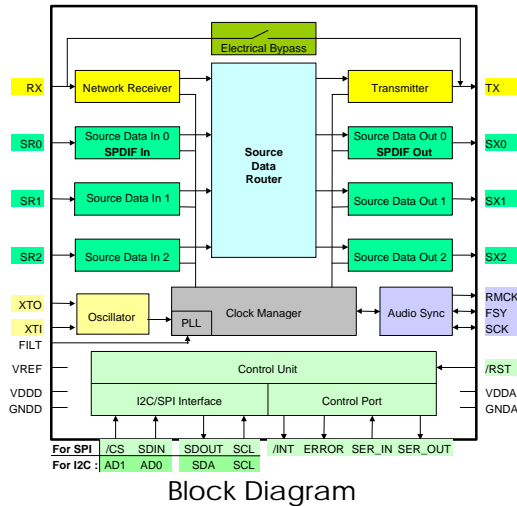 Electrical Bypass
RX
Network Receiver
Transmitter
TX
SR0
Source Data In 0
SPDIF In
Source
Data
Router
Source Data Out 0
SPDIF Out
SX0
SR1
Source Data In 1
Source Data Out 1
SX1
SR2
Source Data In 2
Source Data Out 2
SX2
XTO
XTI
Oscillator
PLL
Clock Manager
Audio Sync
RMCK
FSY
SCK
FILT
VREF
Control Unit
/RST
VDDD
GNDD
I2C/SPI Interface
Control Port
VDDA
GNDA
For SPI /CS SDIN SDOUT SCL /INT ERROR SER_IN SER_OUT
For I2C : AD1 AD0 SDA SCL
Block Diagram